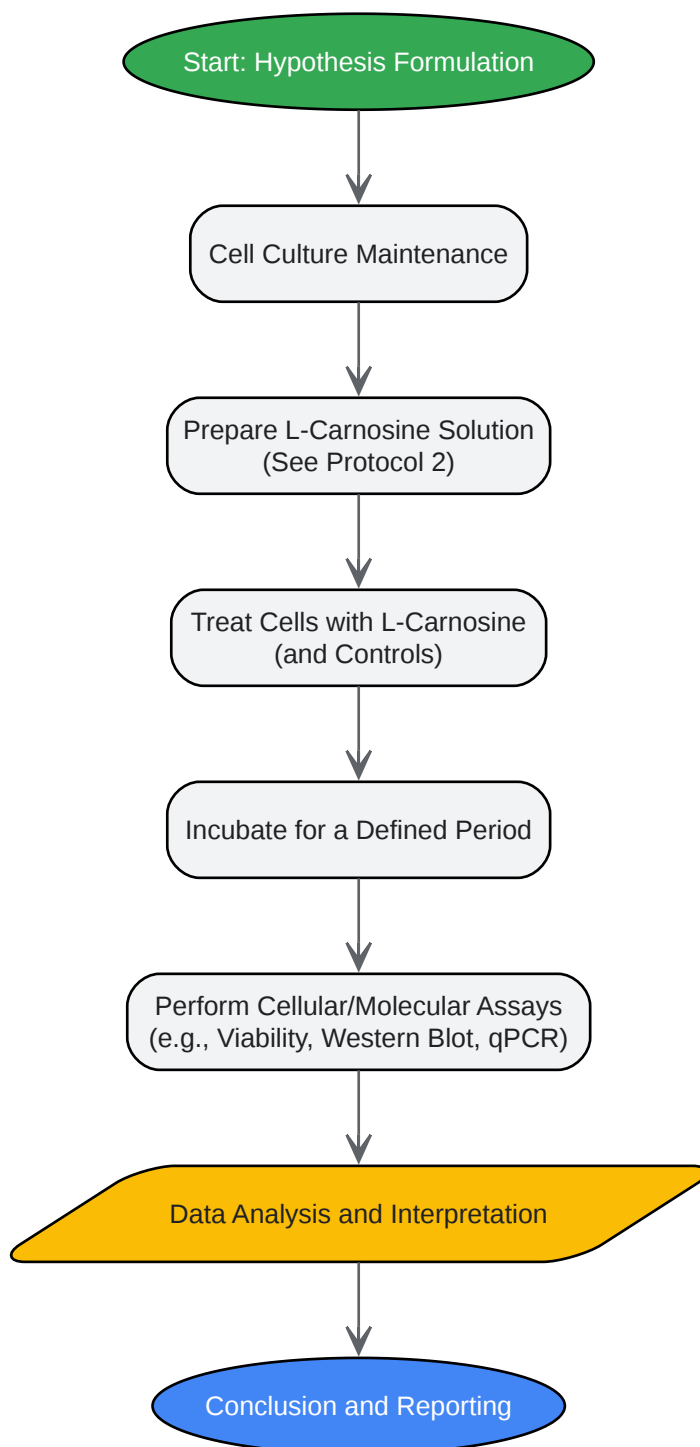 Start: Hypothesis Formulation
Cell Culture Maintenance
Prepare L-Carnosine Solution
(See Protocol 2)
Treat Cells with L-Carnosine
(and Controls)
Incubate for a Defined Period
Perform Cellular/Molecular Assays
(e.g., Viability, Western Blot, qPCR)
Data Analysis and Interpretation
Conclusion and Reporting